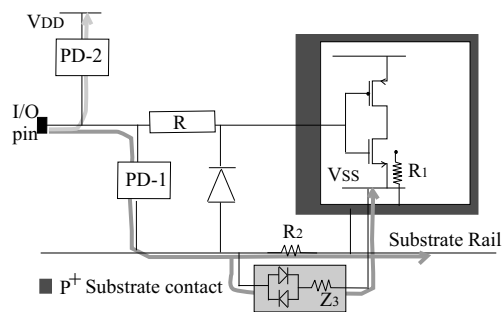 VDD
PD-2
I/O
pin
R
PD-1
VSS
R1
R2
Substrate Rail
P+ Substrate contact
Z3